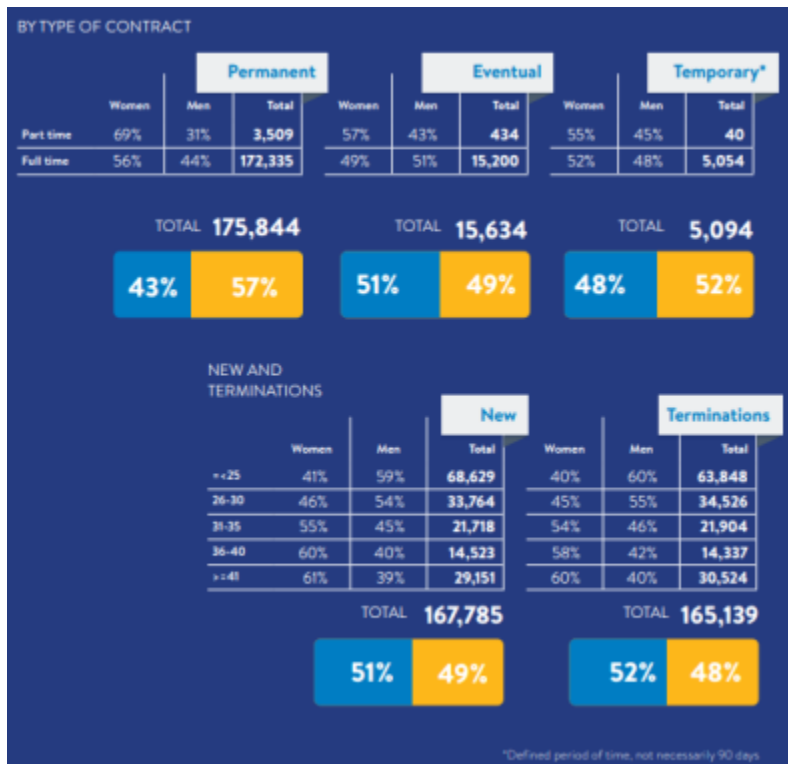 BY TYPE OF CONTRACT
Permanent Eventual Temporary*
Women Men Total Women Men Total Women Men Total
Part time 69% 31% 3,509 57% 43% 434 55% 45% 40
Full time 56% 44% 172,335 49% 51% 15,200 52% 48% 5,054
TOTAL 175,844 TOTAL 15,634 TOTAL 5,094
43% 57% 51% 49% 48% 52%
NEW AND
TERMINATIONS
New Terminations
Women Men Total Women Men Total
=<25 41% 59% 68,629 40% 60% 63,848
26-30 46% 54% 33,764 45% 55% 34,526
31-35 55% 45% 21,718 54% 46% 21,904
36-40 60% 40% 14,523 58% 42% 14,337
>=41 61% 39% 29,151 60% 40% 30,524
TOTAL 167,785 TOTAL 165,139
51% 49% 52% 48%
*Defined period of time, not necessarily 90 days